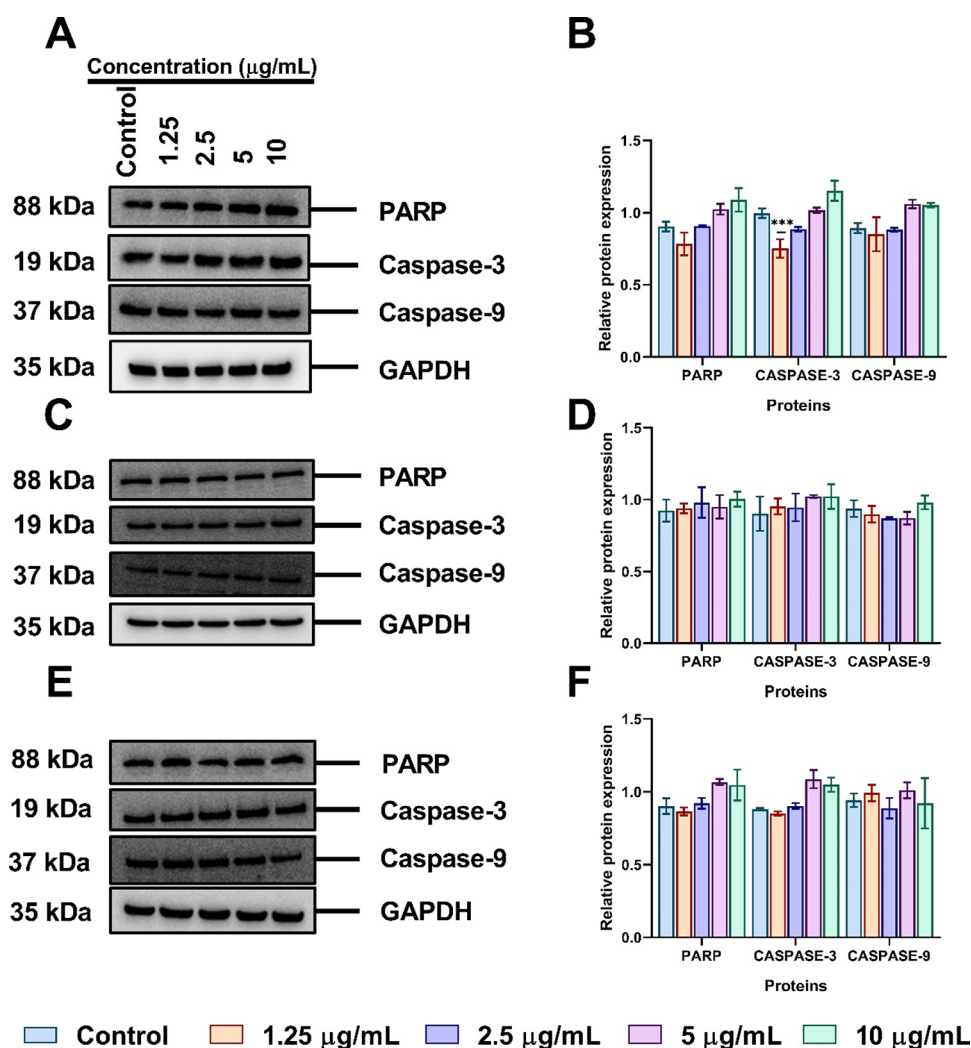 A
Concentration (μg/mL)
Control 1.25 2.5 5 10
88 kDa PARP
19 kDa Caspase-3
37 kDa Caspase-9
35 kDa GAPDH
B
Relative protein expression
1.5
1.0
0.5
0.0
***
PARP CASPASE-3 CASPASE-9
Proteins
C
88 kDa PARP
19 kDa Caspase-3
37 kDa Caspase-9
35 kDa GAPDH
D
Relative protein expression
1.5
1.0
0.5
0.0
PARP CASPASE-3 CASPASE-9
Proteins
E
88 kDa PARP
19 kDa Caspase-3
37 kDa Caspase-9
35 kDa GAPDH
F
Relative protein expression
1.5
1.0
0.5
0.0
PARP CASPASE-3 CASPASE-9
Proteins
Control 1.25 μg/mL 2.5 μg/mL 5 μg/mL 10 μg/mL